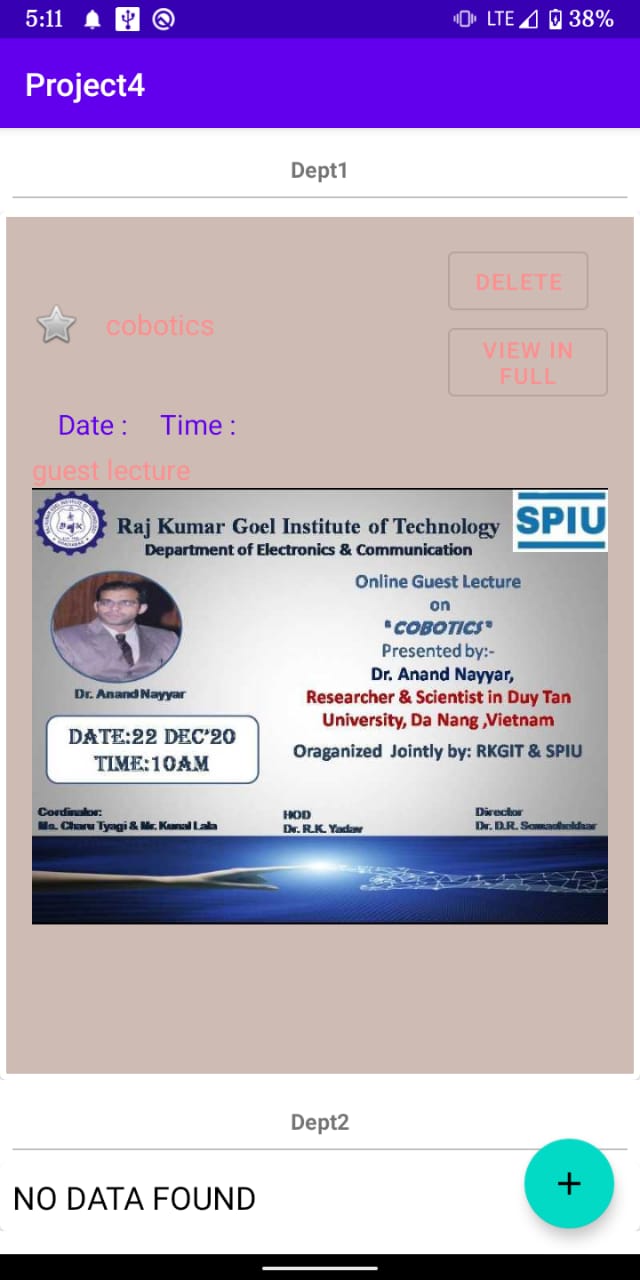 5:11 LTE 38%
Project4
Dept1
DELETE
cobotics
VIEW IN
FULL
Date : Time :
guest lecture
Raj Kumar Goel Institute of Technology
SPIU
Department of Electronics & Communication
Online Guest Lecture
on
"COBOTICS"
Presented by:-
Dr. Anand Nayyar,
Dr. Anand Nayyar
Researcher & Scientist in Duy Tan
University, Da Nang ,Vietnam
DATE:22 DEC'20
TIME:10AM
Oraganized Jointly by: RKGIT & SPIU
Cordinator:
Ms. Charu Tyagi & Mr. Kunal Lala
HOD
Dr. R.K. Yadav
Director
Dr. D.R. Somashekhar
Dept2
NO DATA FOUND
+